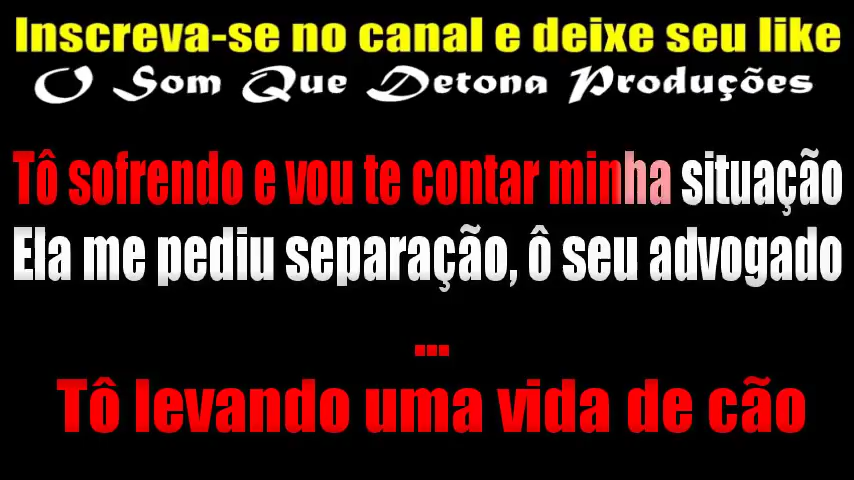 Inscreva-se no canal e deixe seu like
O Som Que Detona Produções
Tô sofrendo e vou te contar minha situação
Ela me pediu separação, ô seu advogado
...
Tô levando uma vida de cão